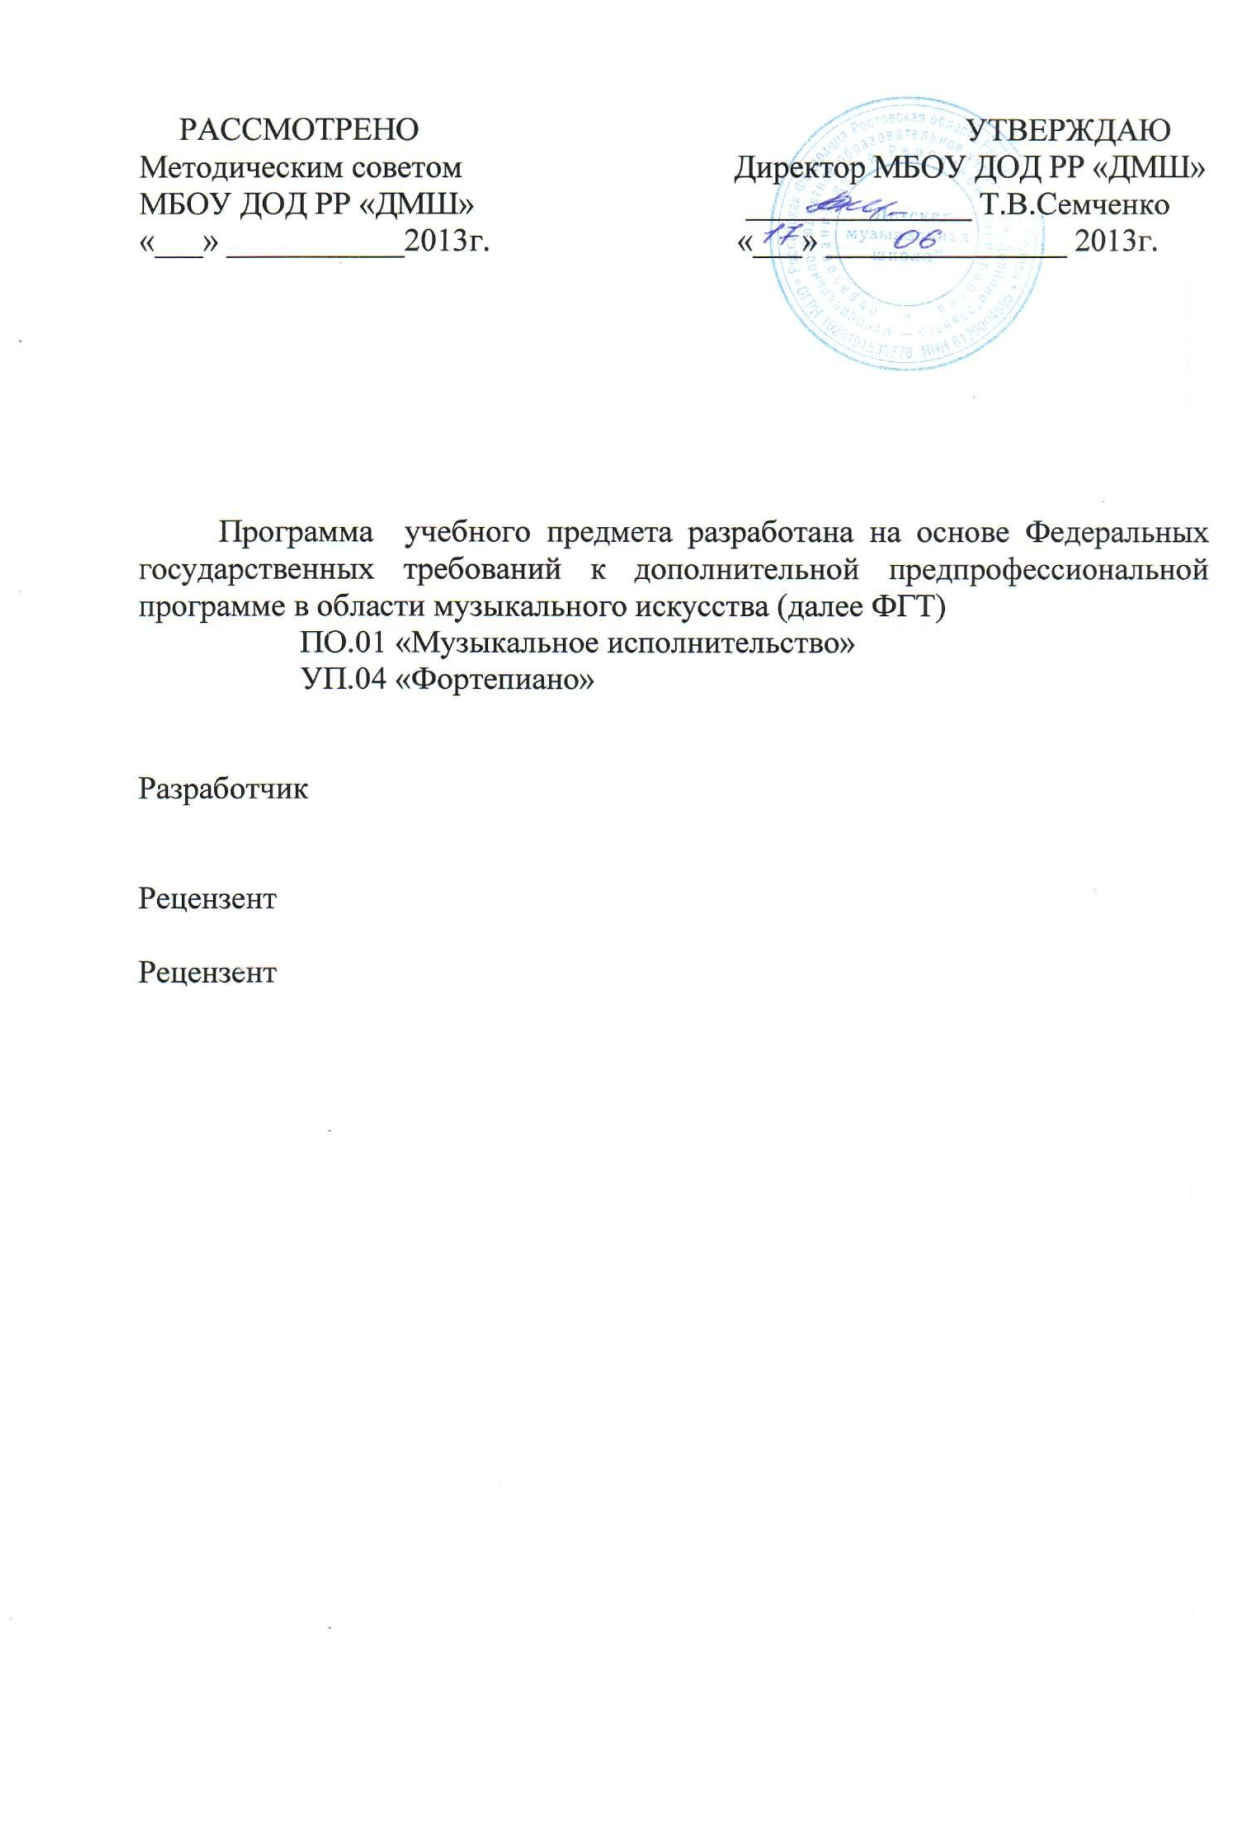 РАССМОТРЕНО
Методическим советом
МБОУ ДОД РР «ДМШ»
«___» ___________2013г.
УТВЕРЖДАЮ
Директор МБОУ ДОД РР «ДМШ»
______________ Т.В.Семченко
«17» 06 2013г.
Программа учебного предмета разработана на основе Федеральных
государственных требований к дополнительной предпрофессиональной
программе в области музыкального искусства (далее ФГТ)
ПО.01 «Музыкальное исполнительство»
УП.04 «Фортепиано»
Разработчик
Рецензент
Рецензент